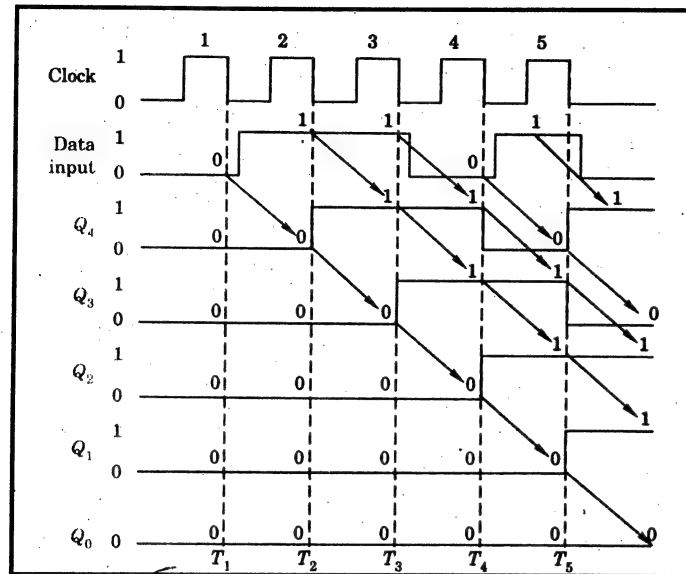 1 2 3 4 5
Clock 1
0
1 1 1
Data input 1 0 0
0 1 1 1
Q4 1
0 0 0 0 1
Q3 1 0
0 0 0 0 1 1
Q2 1
0 0 0 0 0 1
Q1 1
0 0 0 0 0 0
Q0 0 0 0 0 0 0 0
T1 T2 T3 T4 T5